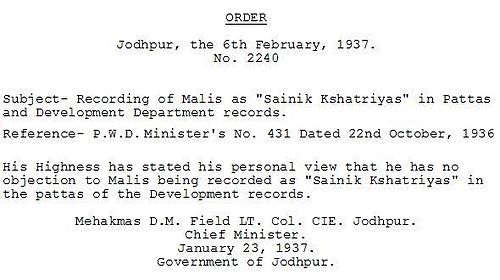 ORDER
Jodhpur, the 6th February, 1937.
No. 2240
Subject- Recording of Malis as "Sainik Kshatriyas" in Pattas
and Development Department records.
Reference- P.W.D.Minister's No. 431 Dated 22nd October, 1936
His Highness has stated his personal view that he has no
objection to Malis being recorded as "Sainik Kshatriyas" in
the pattas of the Development records.
Mehakmas D.M. Field LT. Col. CIE. Jodhpur.
Chief Minister.
January 23, 1937.
Government of Jodhpur.